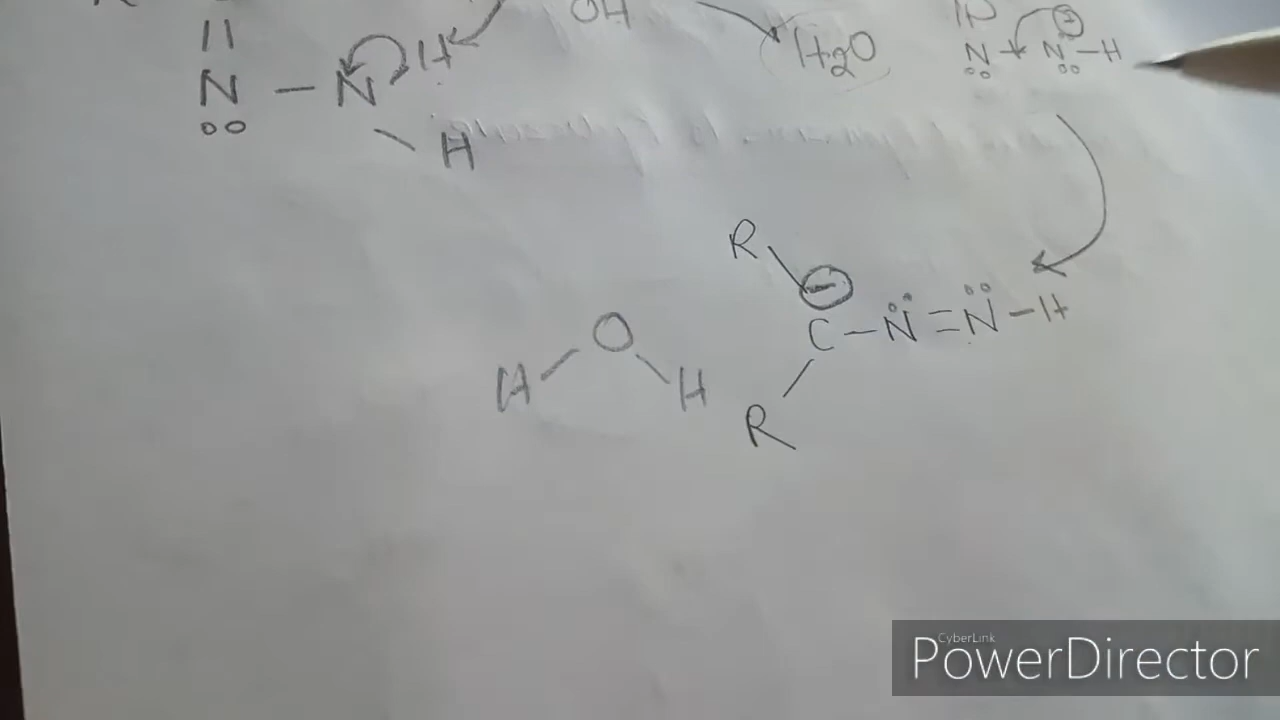 OH
H2O
N
N – N – H
N – N H
H
R
⊖
C – N = N – H
O
H H
R
CyberLink
PowerDirector